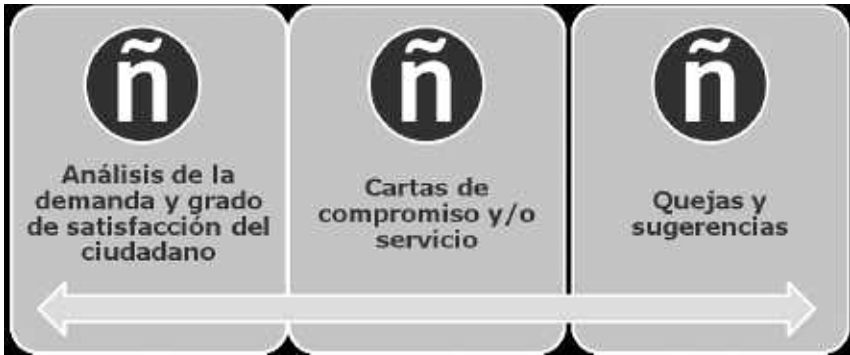 ñ
Análisis de la
demanda y grado
de satisfacción del
ciudadano
ñ
Cartas de
compromiso y/o
servicio
ñ
Quejas y
sugerencias